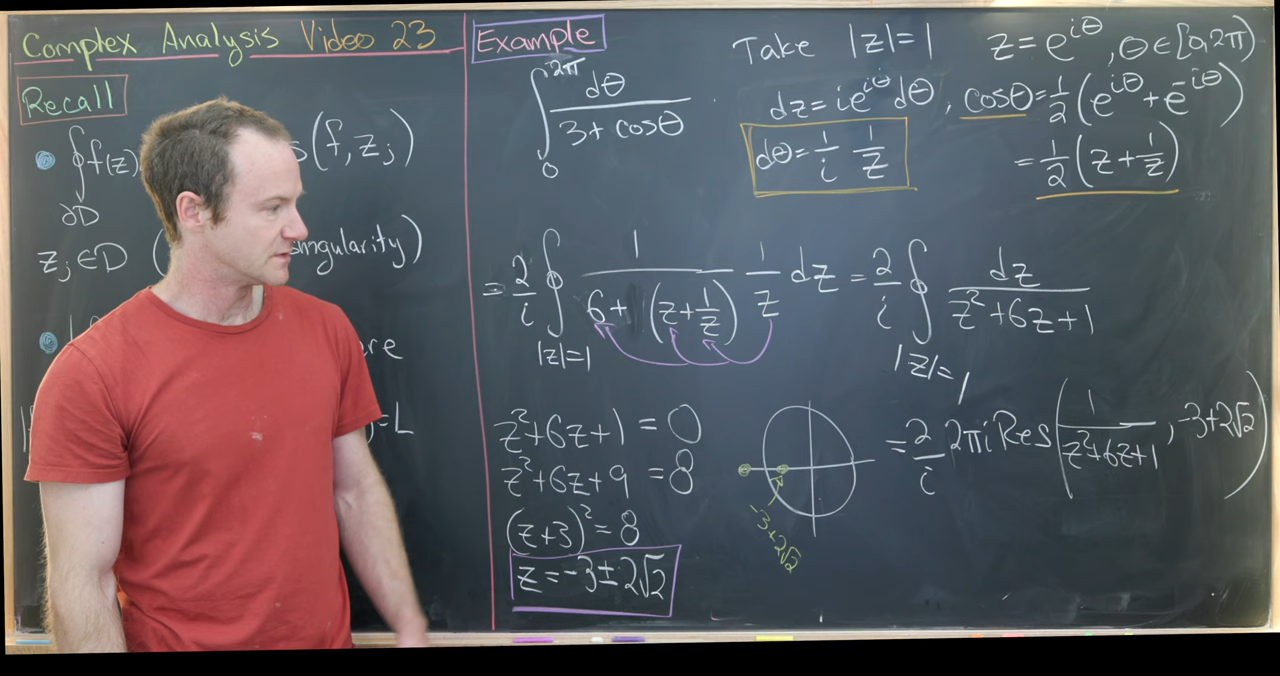 Complex Analysis Video 23
Recall
∮ f(z)
∂D
(f, z_j)
z_j ∈ D ( singularity)
=L
Example
∫_0^{2π} dθ / (3 + cosθ)
Take |z|=1 z=e^{iθ}, θ∈[0,2π)
dz = ie^{iθ}dθ, cosθ = 1/2 (e^{iθ}+e^{-iθ})
dθ = 1/i 1/z
= 1/2 (z + 1/z)
= 2/i ∮_{|z|=1} 1/(6 + (z + 1/z)) 1/z dz = 2/i ∮_{|z|=1} dz/(z²+6z+1)
z²+6z+1 = 0
z²+6z+9 = 8
(z+3)² = 8
z = -3 ± 2√2
-3+2√2
= 2/i 2πi Res(1/(z²+6z+1), -3+2√2)